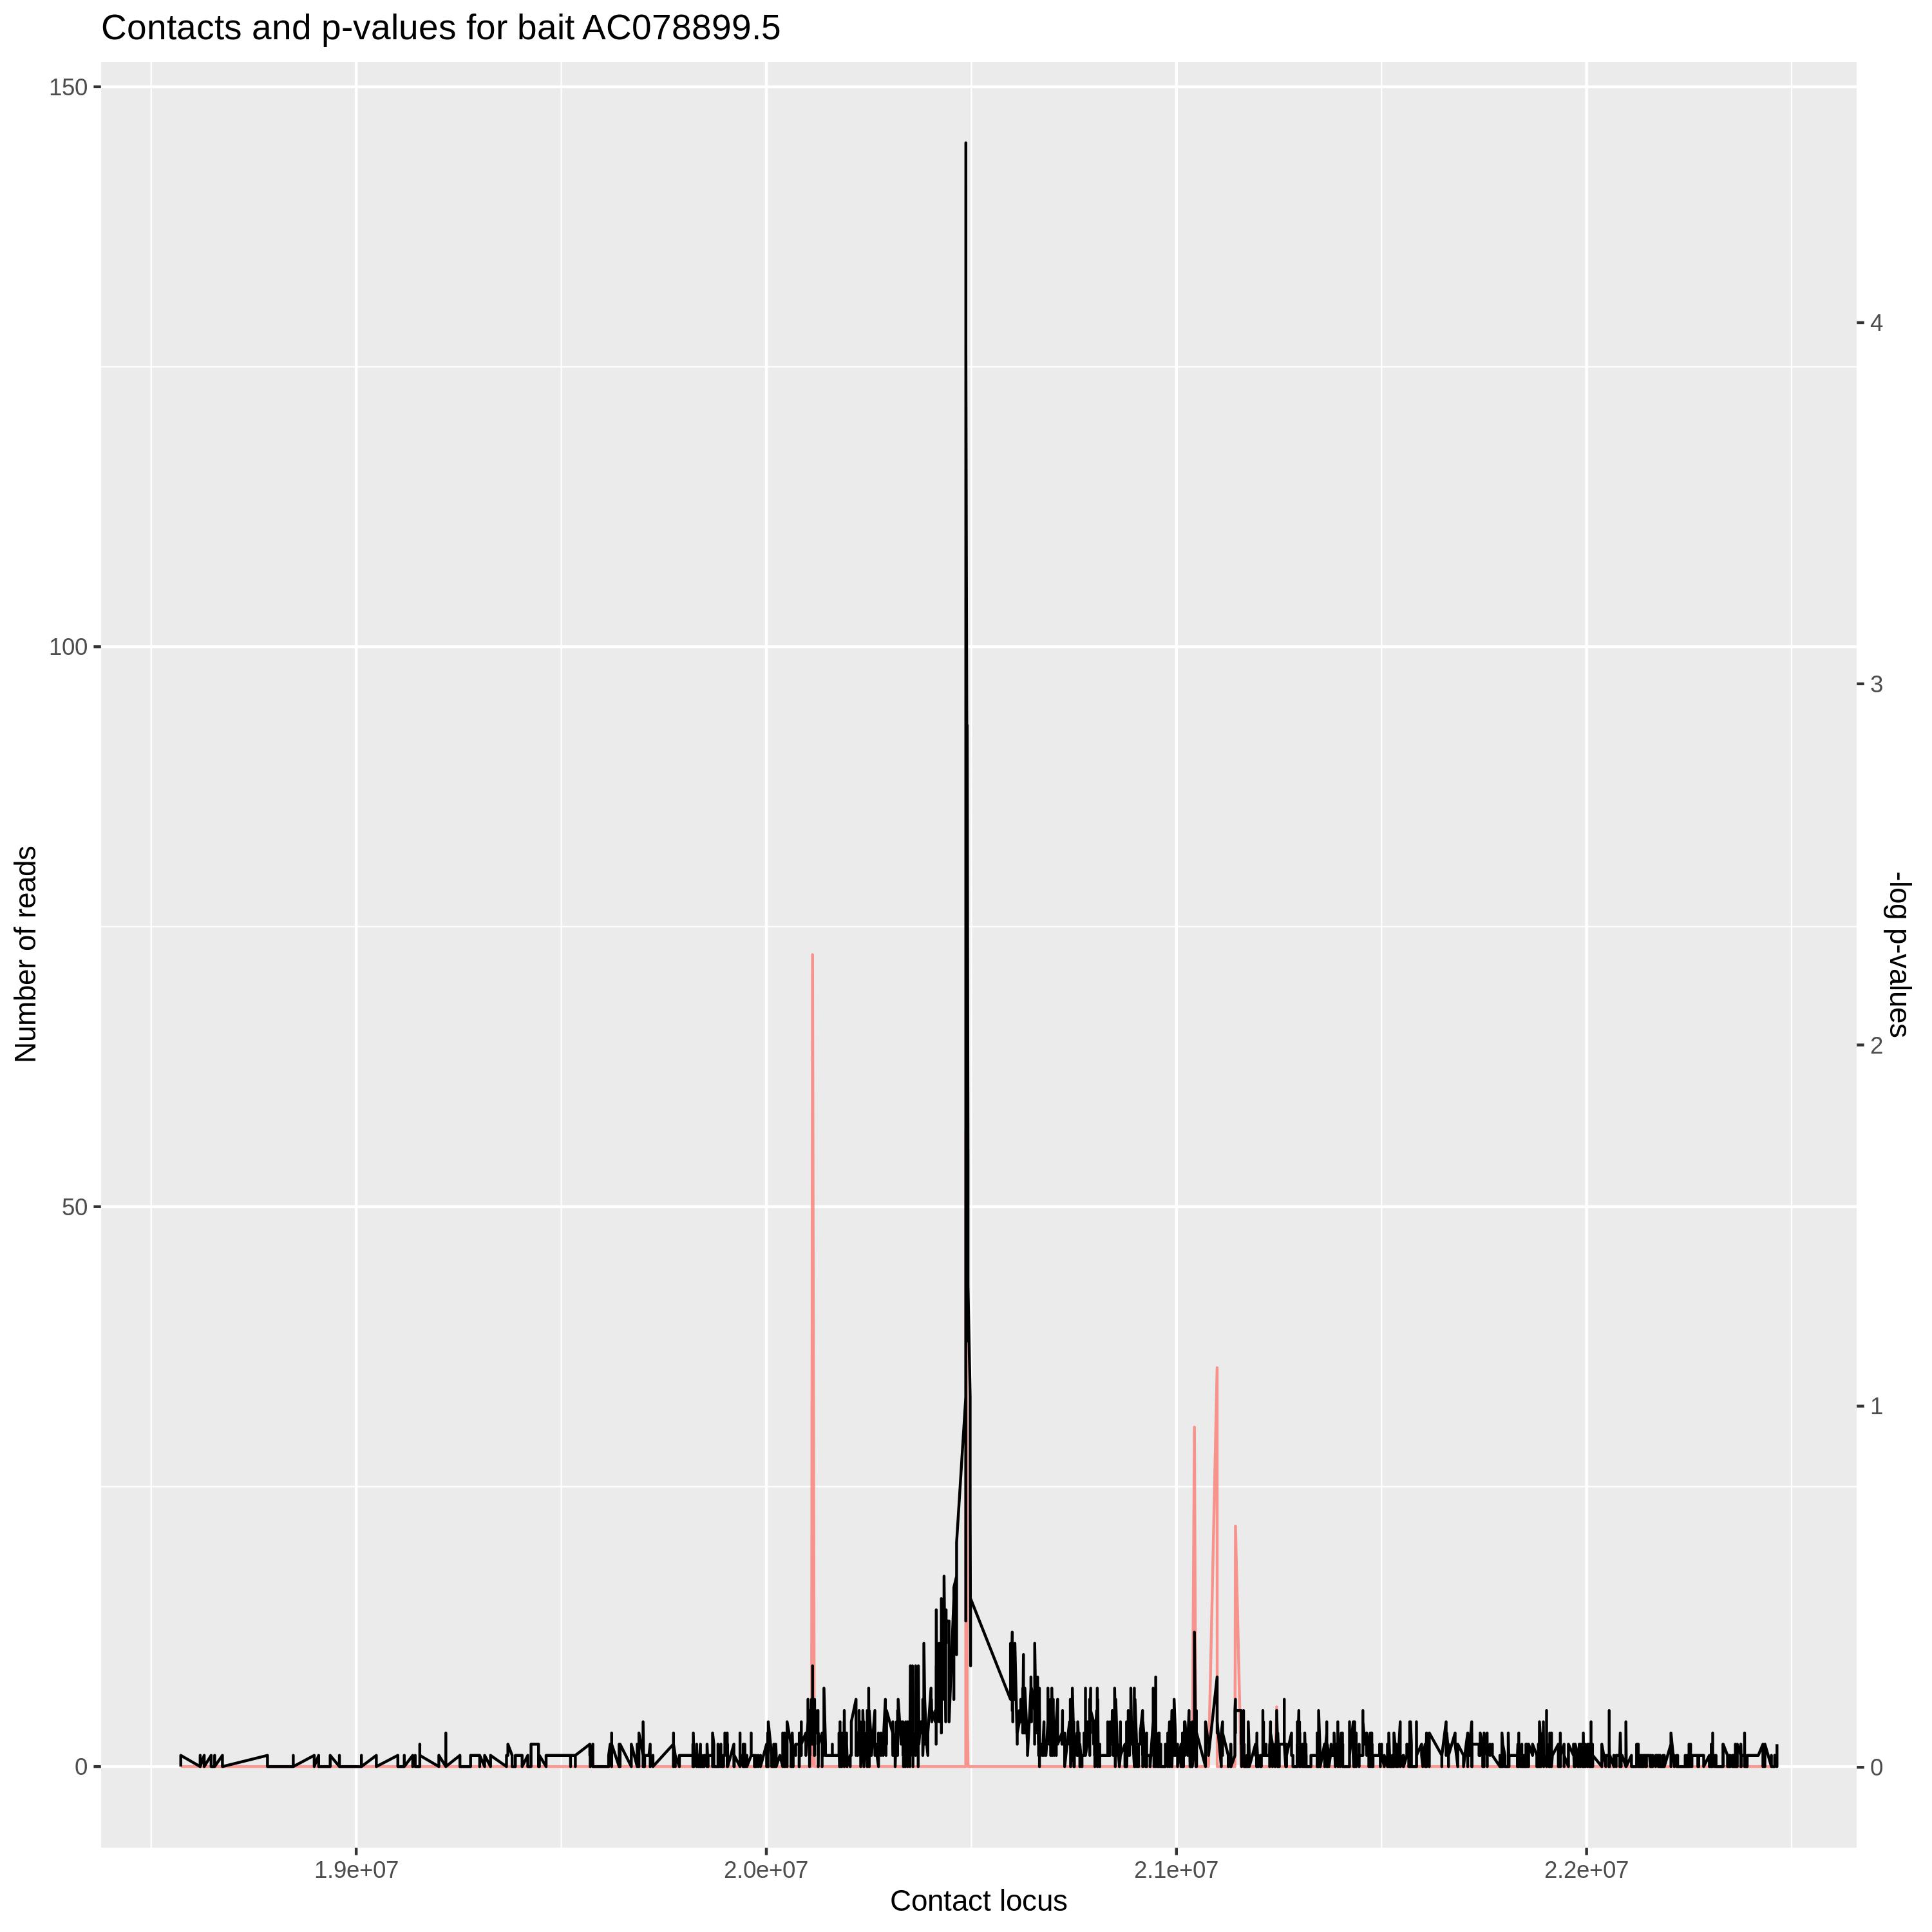 Contacts and p-values for bait AC078899.5
150
100
50
0
Number of reads
4
3
2
1
0
-log p-values
1.9e+07 2.0e+07 2.1e+07 2.2e+07
Contact locus